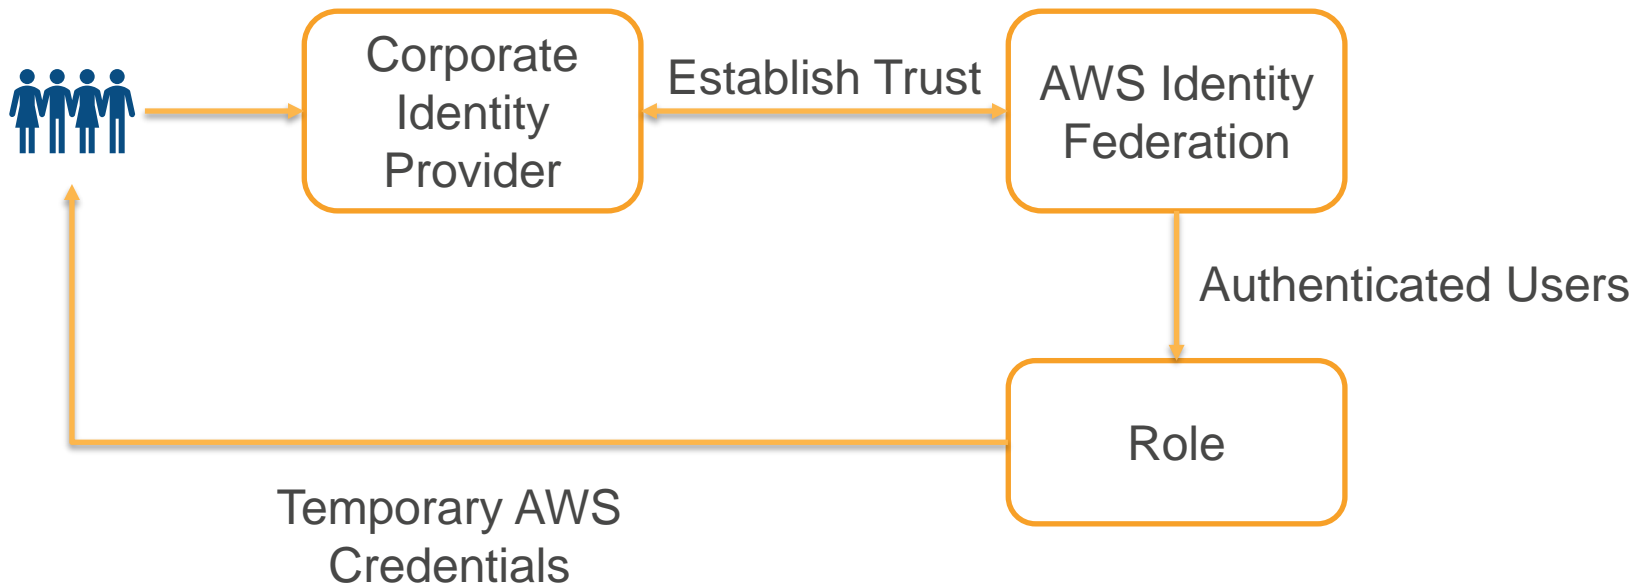 Corporate
Identity
Provider
Establish Trust
AWS Identity
Federation
Authenticated Users
Role
Temporary AWS
Credentials